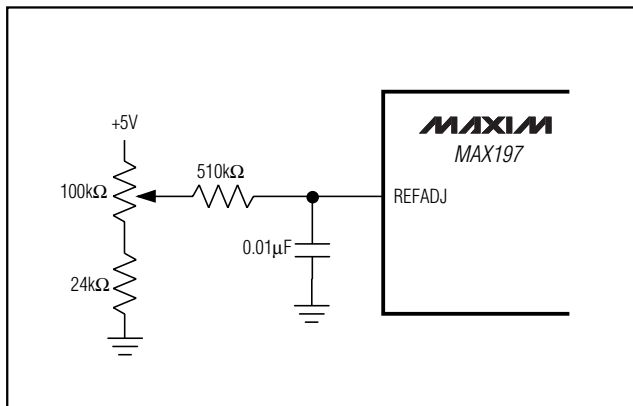 +5V
100kΩ
510kΩ
24kΩ
0.01μF
REFADJ
MAXIM
MAX197